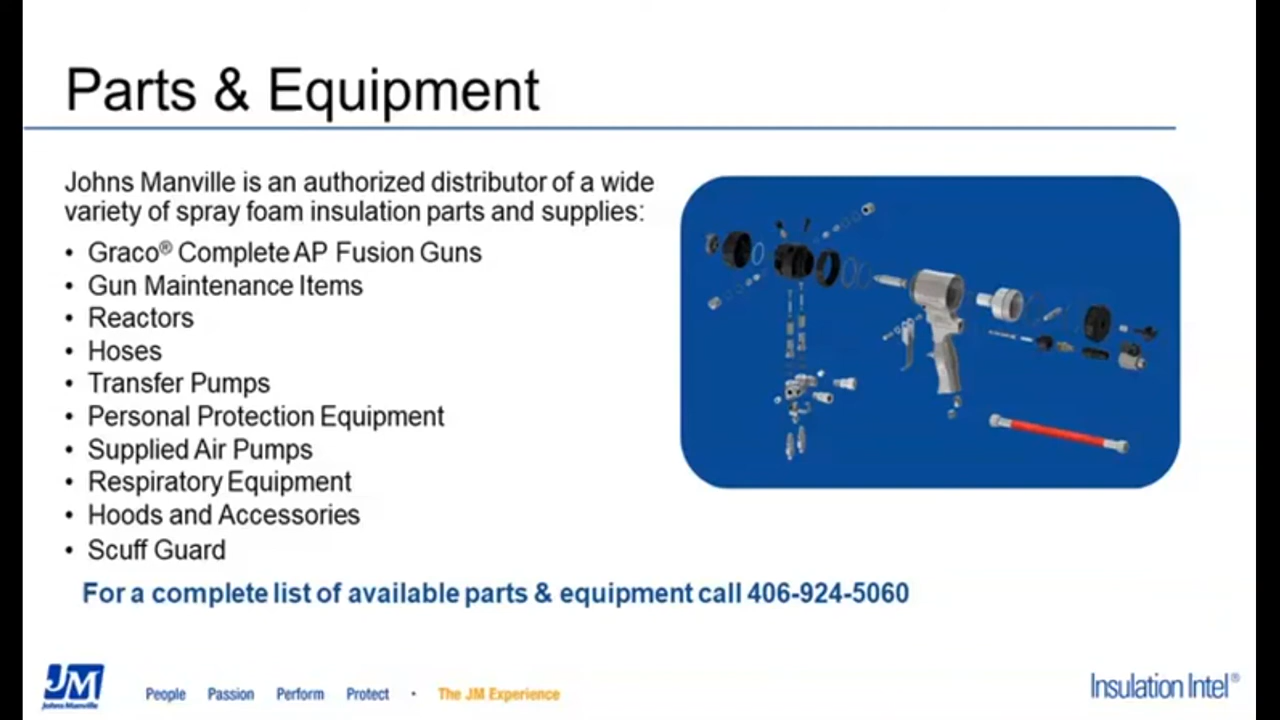 Parts & Equipment
Johns Manville is an authorized distributor of a wide
variety of spray foam insulation parts and supplies:
• Graco® Complete AP Fusion Guns
• Gun Maintenance Items
• Reactors
• Hoses
• Transfer Pumps
• Personal Protection Equipment
• Supplied Air Pumps
• Respiratory Equipment
• Hoods and Accessories
• Scuff Guard
For a complete list of available parts & equipment call 406-924-5060
JM
Johns Manville
People Passion Perform Protect • The JM Experience
Insulation Intel®